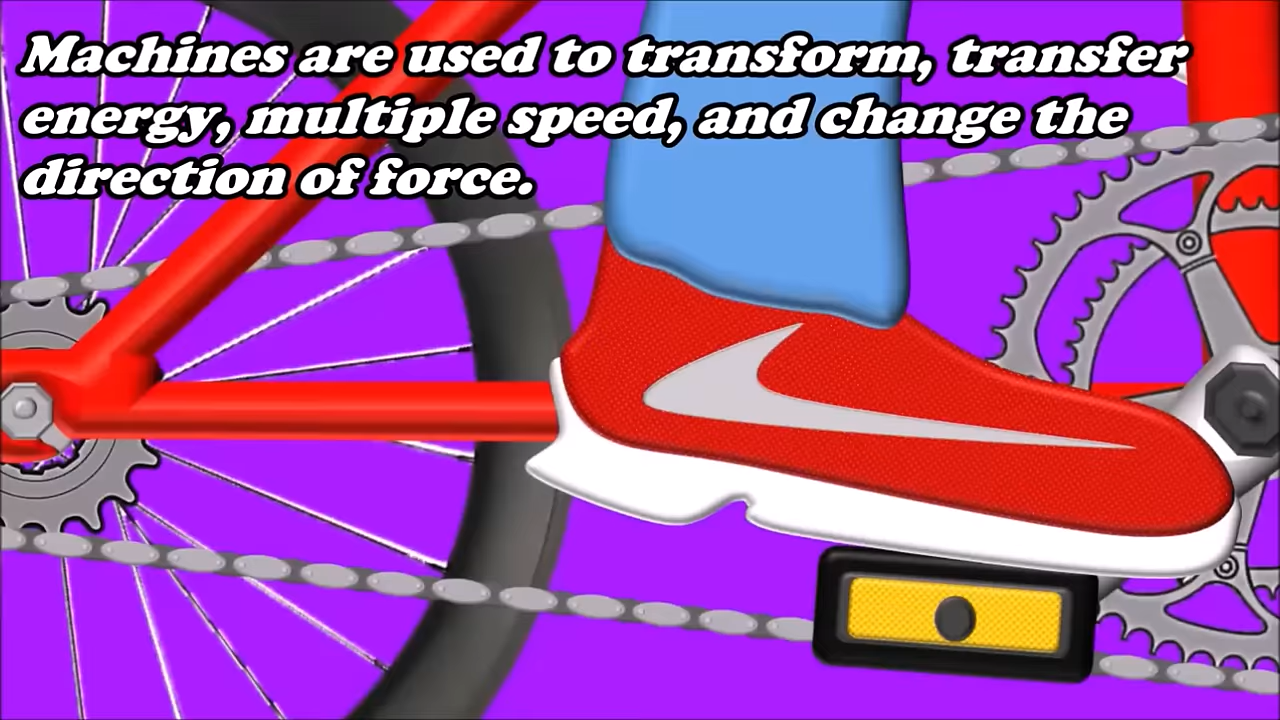 Machines are used to transform, transfer
energy, multiple speed, and change the
direction of force.